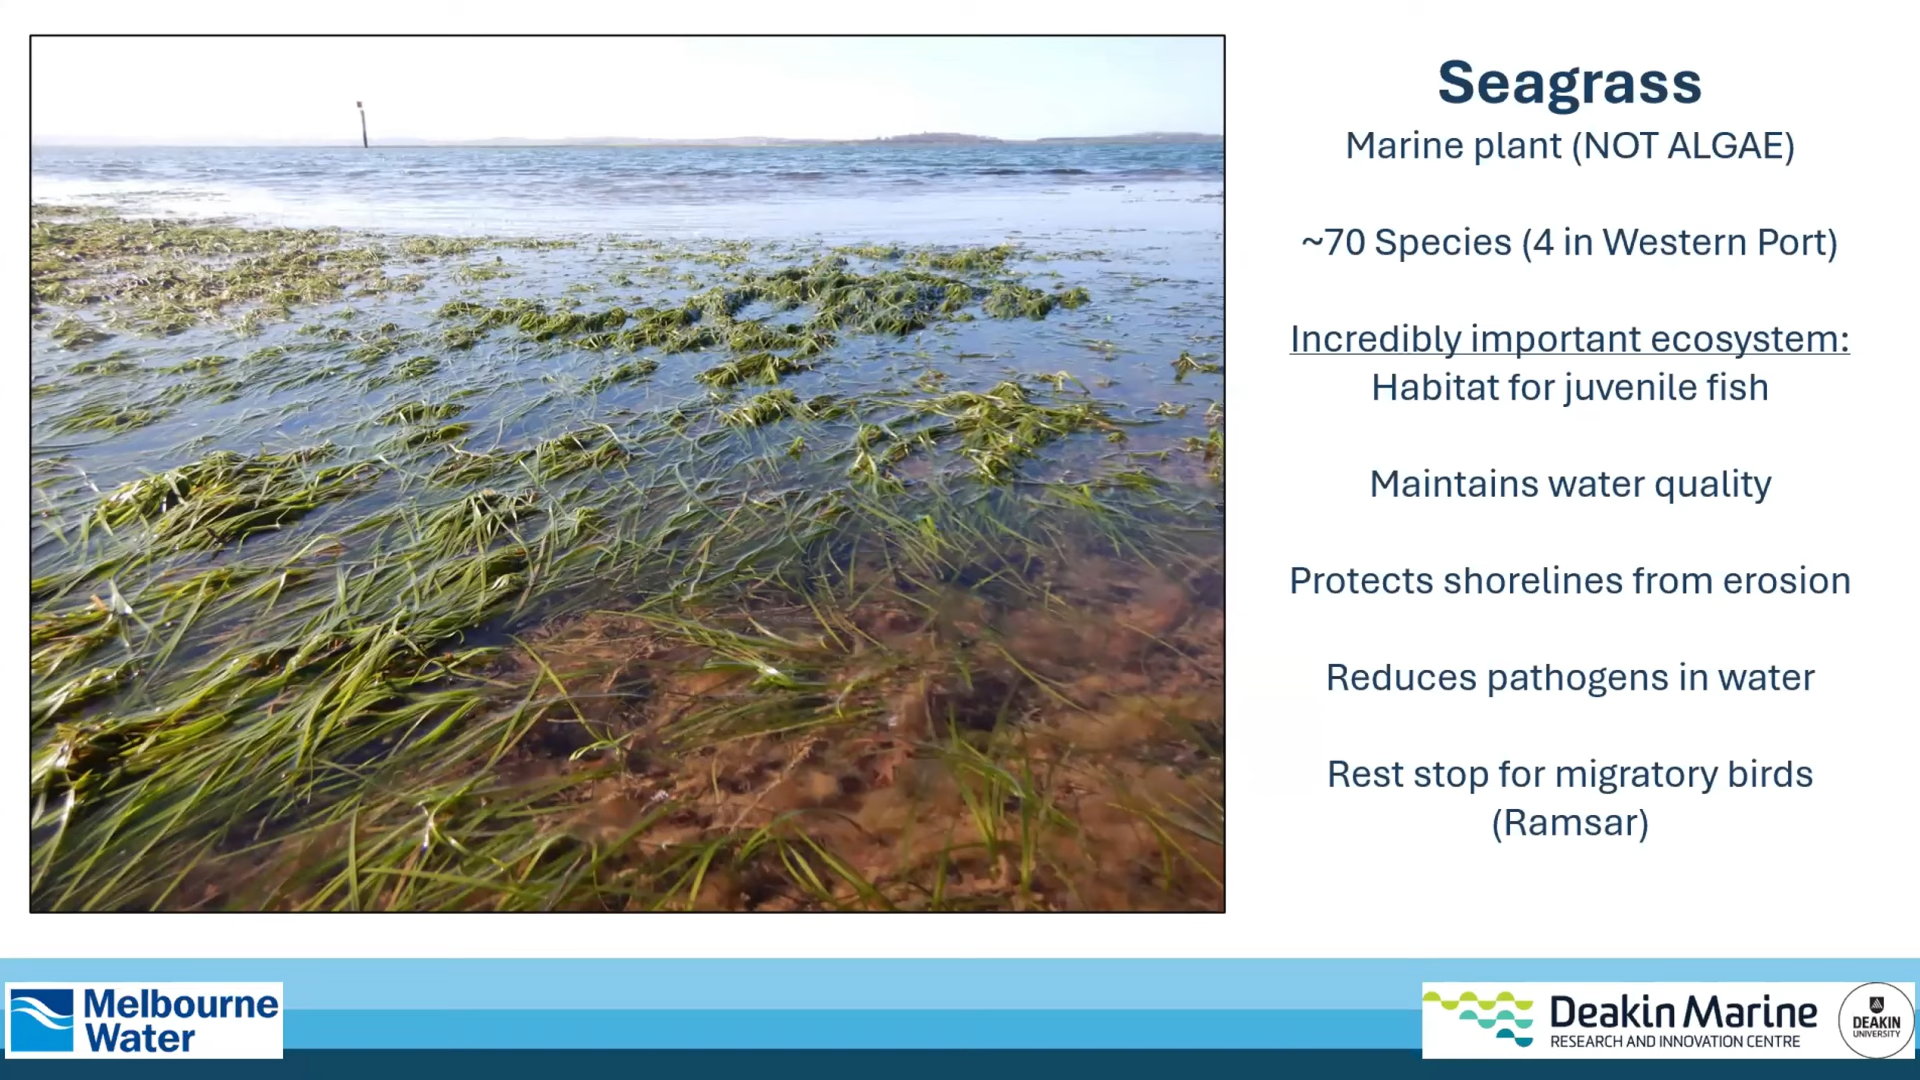 Seagrass
Marine plant (NOT ALGAE)
~70 Species (4 in Western Port)
Incredibly important ecosystem:
Habitat for juvenile fish
Maintains water quality
Protects shorelines from erosion
Reduces pathogens in water
Rest stop for migratory birds
(Ramsar)
Melbourne
Water
Deakin Marine
RESEARCH AND INNOVATION CENTRE
DEAKIN
UNIVERSITY